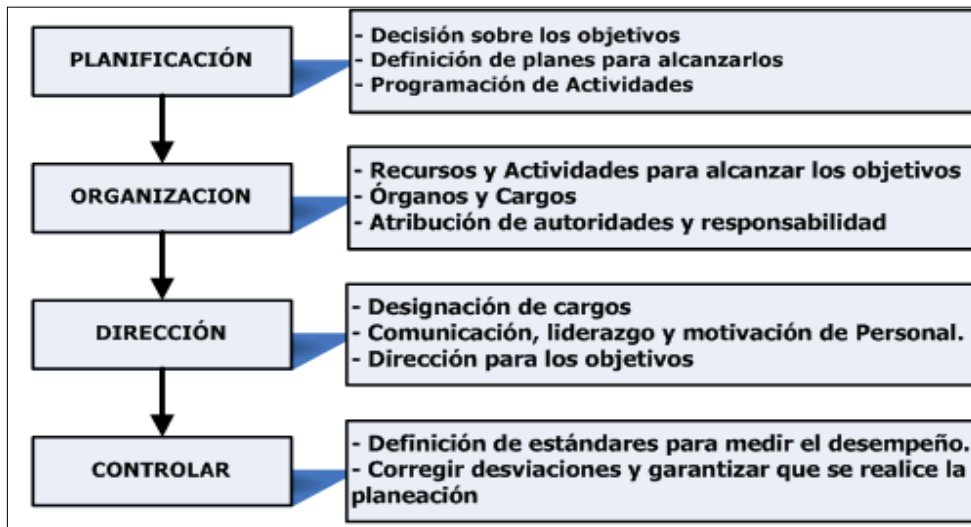 PLANIFICACIÓN
- Decisión sobre los objetivos
- Definición de planes para alcanzarlos
- Programación de Actividades
ORGANIZACION
- Recursos y Actividades para alcanzar los objetivos
- Órganos y Cargos
- Atribución de autoridades y responsabilidad
DIRECCIÓN
- Designación de cargos
- Comunicación, liderazgo y motivación de Personal.
- Dirección para los objetivos
CONTROLAR
- Definición de estándares para medir el desempeño.
- Corregir desviaciones y garantizar que se realice la
planeación